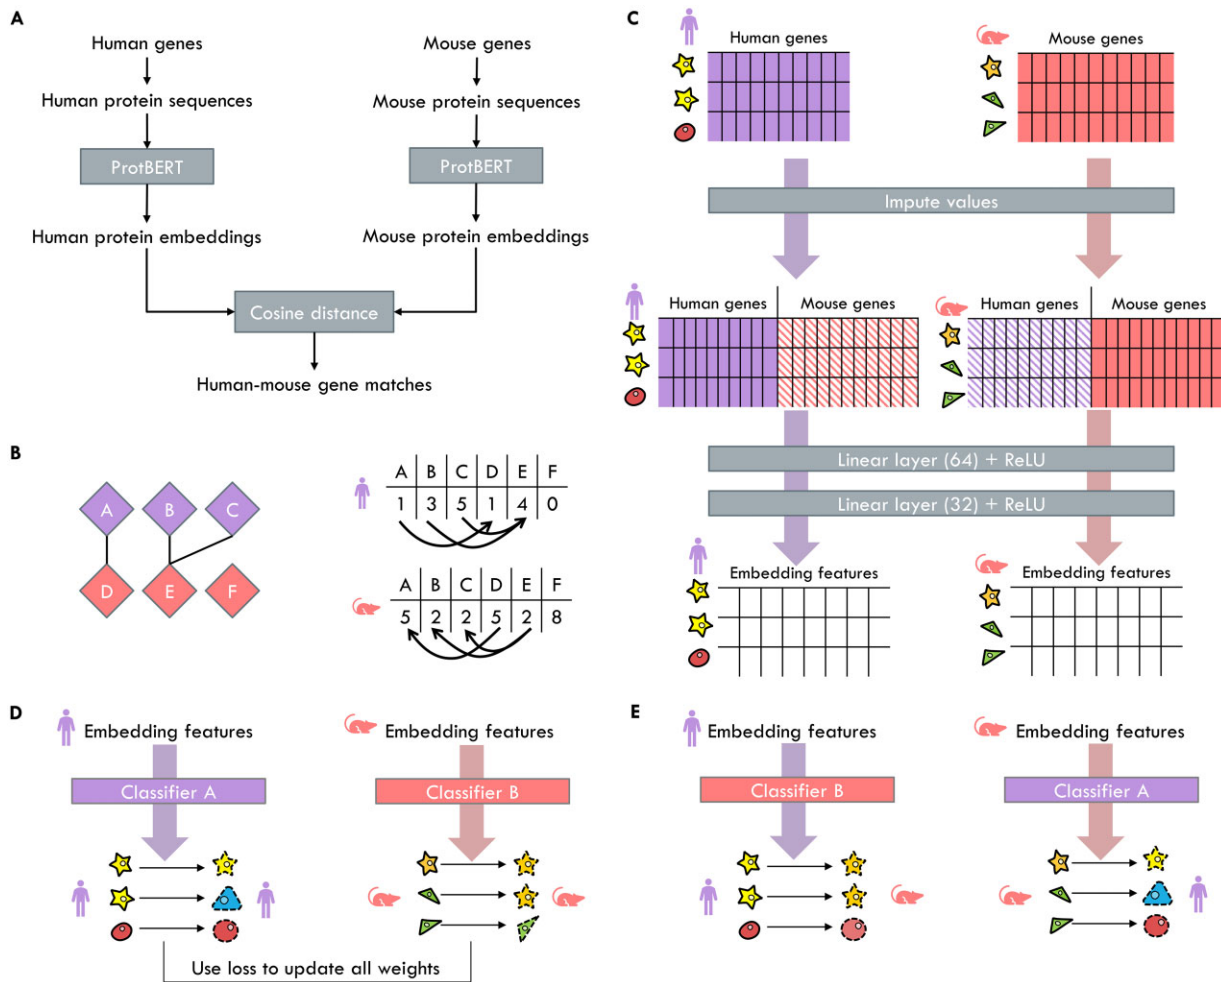 A
Human genes
Mouse genes
Human protein sequences
Mouse protein sequences
ProtBERT
ProtBERT
Human protein embeddings
Mouse protein embeddings
Cosine distance
Human-mouse gene matches
B
A
B
C
D
E
F
A B C D E F
1 3 5 1 4 0
A B C D E F
5 2 2 5 2 8
C
Human genes
Mouse genes
Impute values
Human genes Mouse genes
Human genes Mouse genes
Linear layer (64) + ReLU
Linear layer (32) + ReLU
Embedding features
Embedding features
D
Embedding features
Embedding features
Classifier A
Classifier B
Use loss to update all weights
E
Embedding features
Embedding features
Classifier B
Classifier A